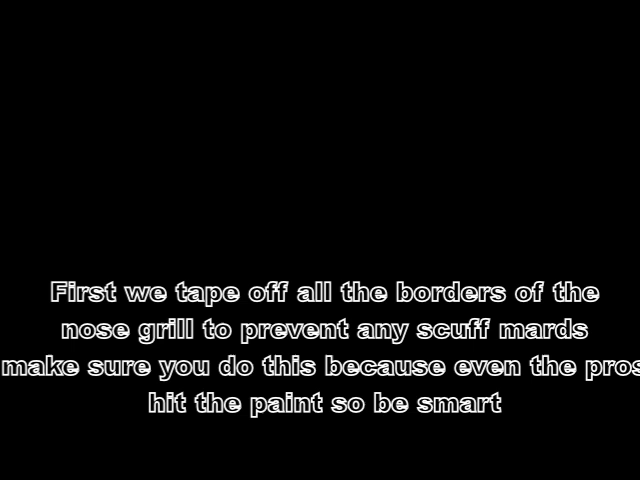 First we tape off all the borders of the
nose grill to prevent any scuff mards
make sure you do this because even the pros
hit the paint so be smart